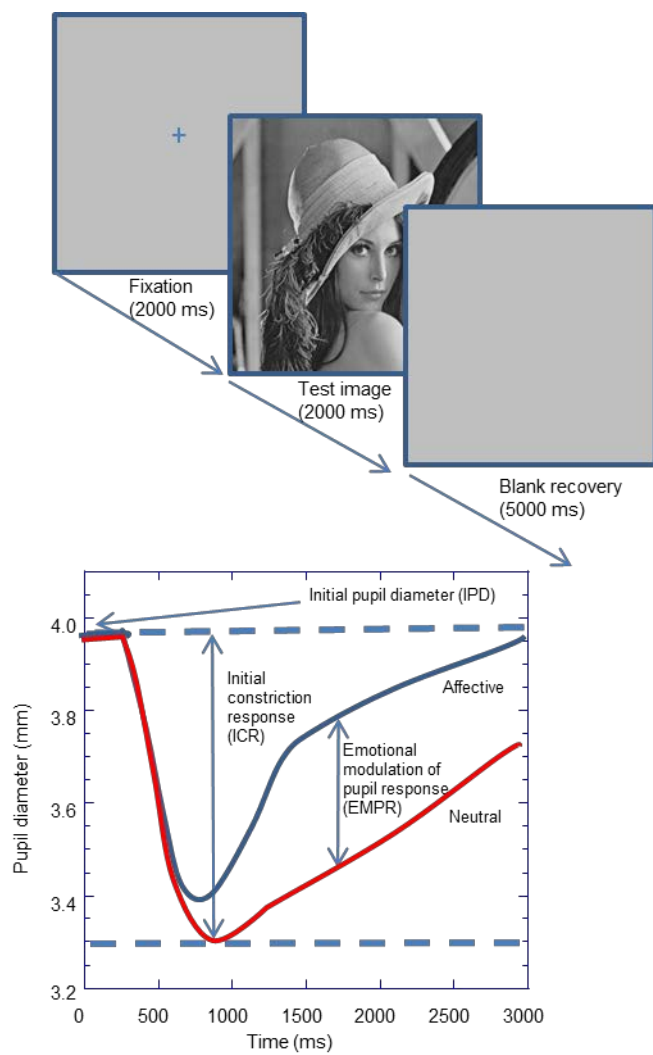 +
Fixation
(2000 ms)
Test image
(2000 ms)
Blank recovery
(5000 ms)
Initial pupil diameter (IPD)
4.0
Initial
constriction
response
(ICR)
Affective
3.8
Emotional
modulation of
pupil response
(EMPR)
Neutral
3.6
3.4
3.2
Pupil diameter (mm)
0 500 1000 1500 2000 2500 3000
Time (ms)